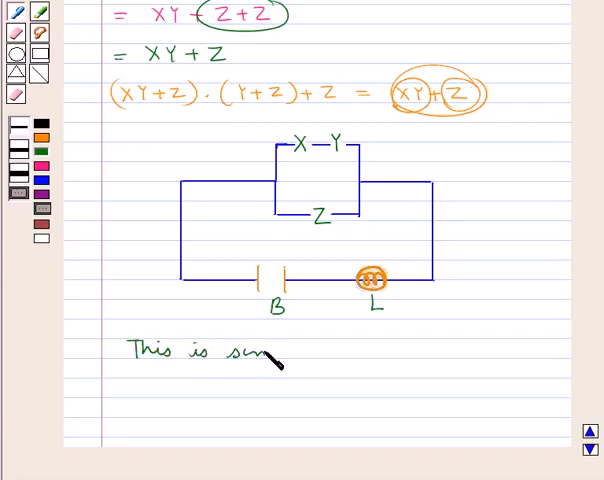 = XY + Z + Z
= XY + Z
(XY+Z) . (Y+Z) + Z = XY + Z
X Y
Z
B
L
This is